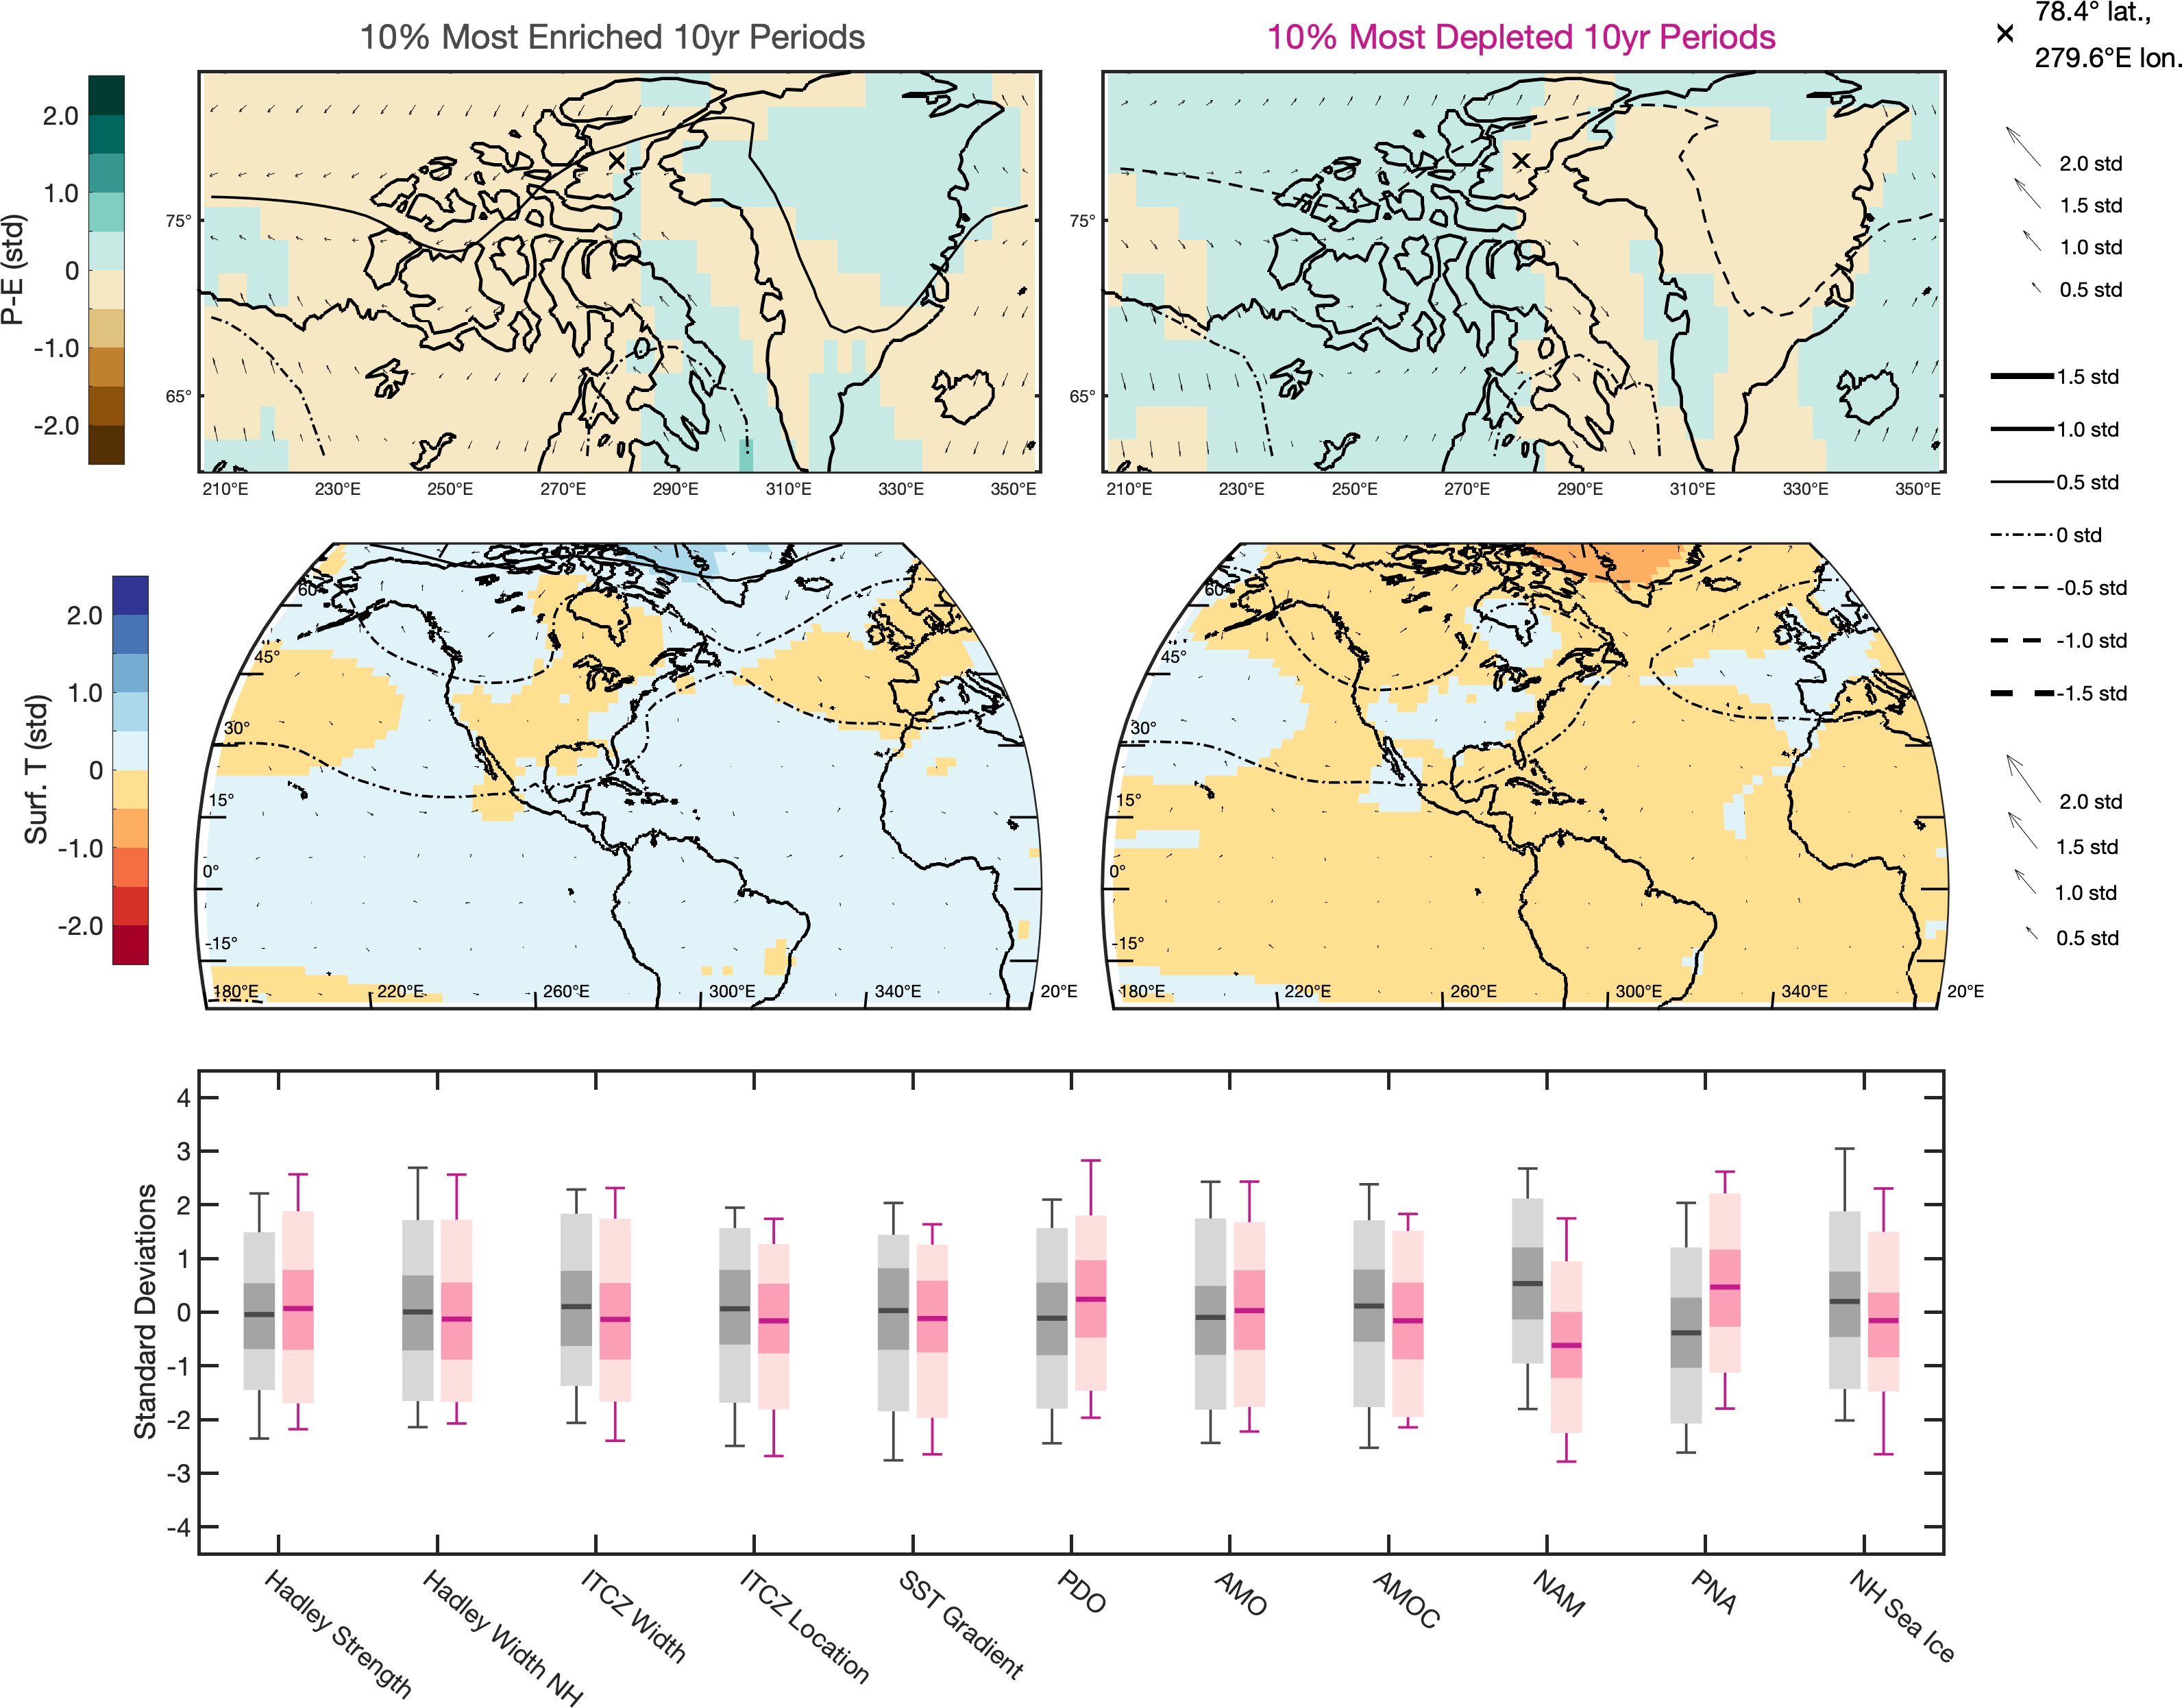 10% Most Enriched 10yr Periods
10% Most Depleted 10yr Periods
78.4° lat.,
279.6°E lon.
P-E (std)
2.0
1.0
0
-1.0
-2.0
75°
65°
210°E 230°E 250°E 270°E 290°E 310°E 330°E 350°E
75°
65°
210°E 230°E 250°E 270°E 290°E 310°E 330°E 350°E
2.0 std
1.5 std
1.0 std
0.5 std
1.5 std
1.0 std
0.5 std
0 std
-0.5 std
-1.0 std
-1.5 std
2.0 std
1.5 std
1.0 std
0.5 std
Surf. T (std)
2.0
1.0
0
-1.0
-2.0
60°
45°
30°
15°
0°
-15°
180°E 220°E 260°E 300°E 340°E 20°E
60°
45°
30°
15°
0°
-15°
180°E 220°E 260°E 300°E 340°E 20°E
Standard Deviations
4
3
2
1
0
-1
-2
-3
-4
Hadley Strength
Hadley Width NH
ITCZ Width
ITCZ Location
SST Gradient
PDO
AMO
AMOC
NAM
PNA
NH Sea Ice